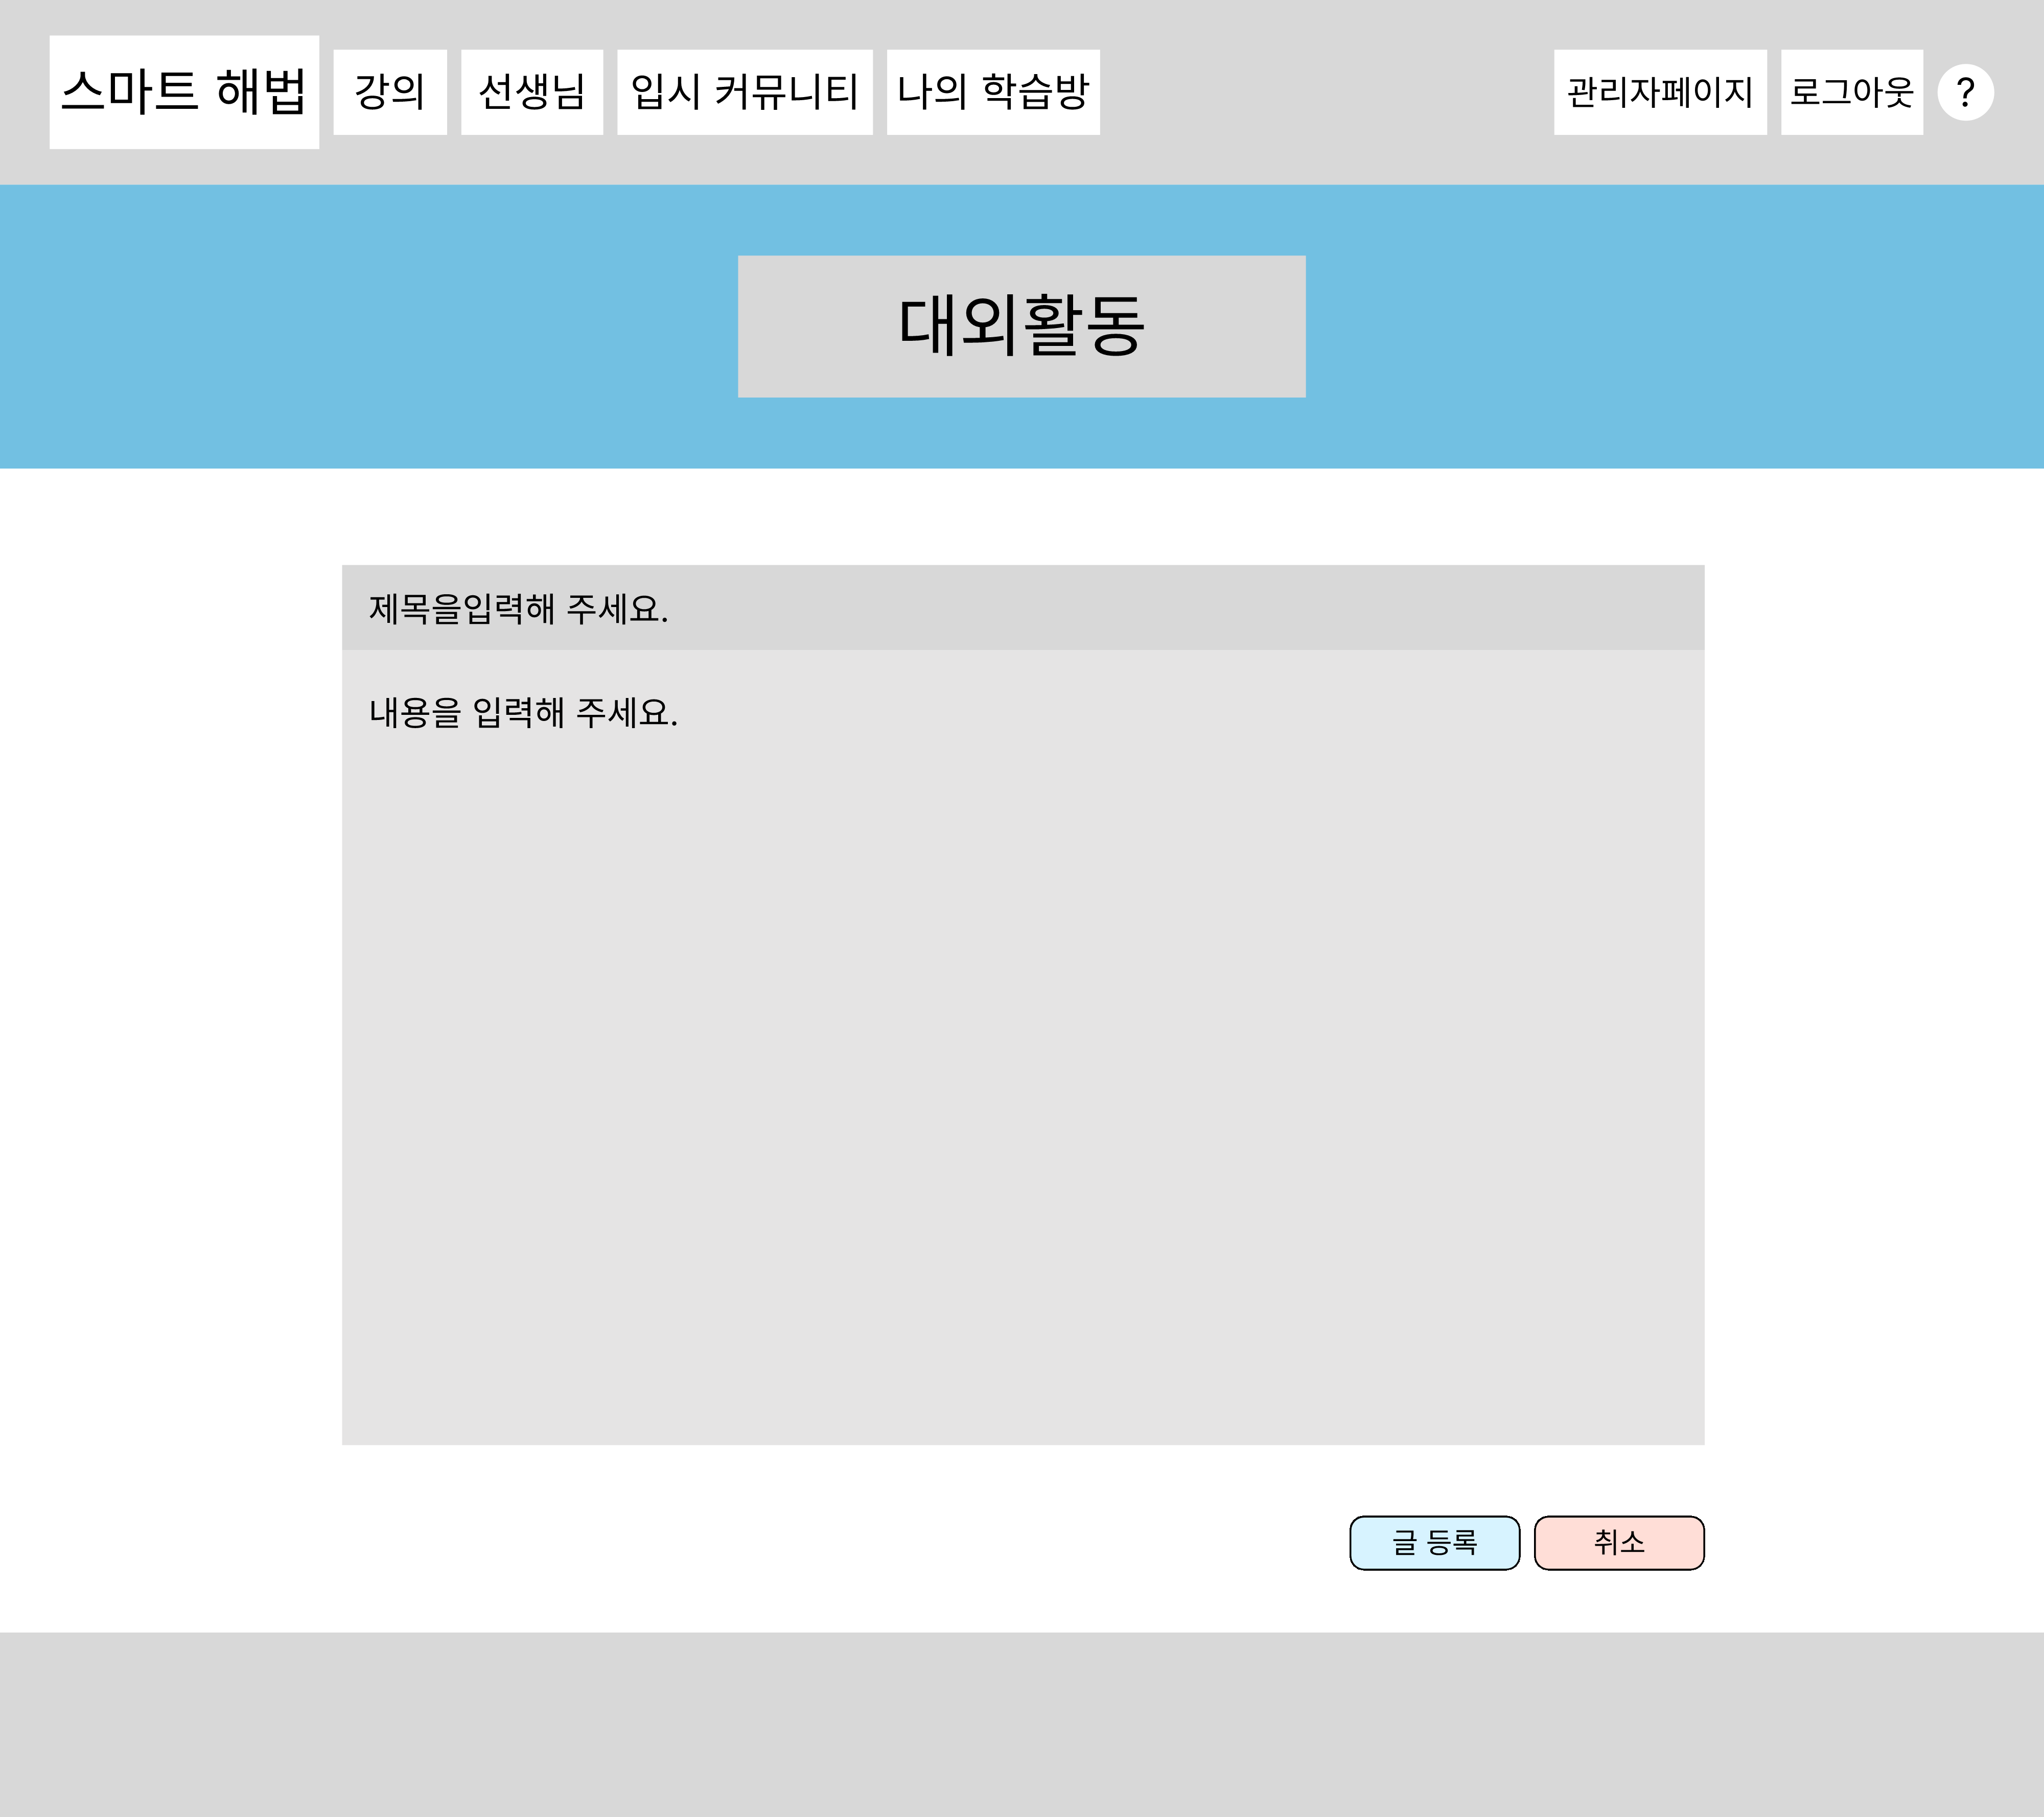 스마트 해법 강의 선생님 입시 커뮤니티 나의 학습방 관리자페이지 로그아웃 ?
대외활동
제목을입력해 주세요.
내용을 입력해 주세요.
글 등록 취소